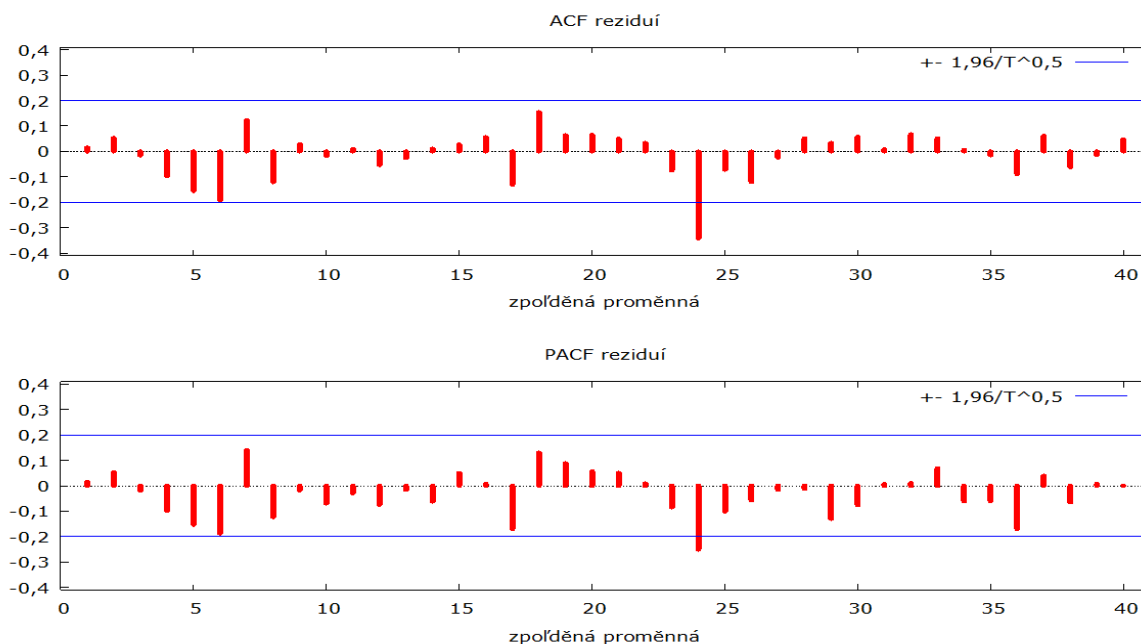 ACF reziduí
0,4
+- 1,96/T^0,5
0,3
0,2
0,1
0
-0,1
-0,2
-0,3
-0,4
0 5 10 15 20 25 30 35 40
zpoľděná proměnná
PACF reziduí
0,4
+- 1,96/T^0,5
0,3
0,2
0,1
0
-0,1
-0,2
-0,3
-0,4
0 5 10 15 20 25 30 35 40
zpoľděná proměnná